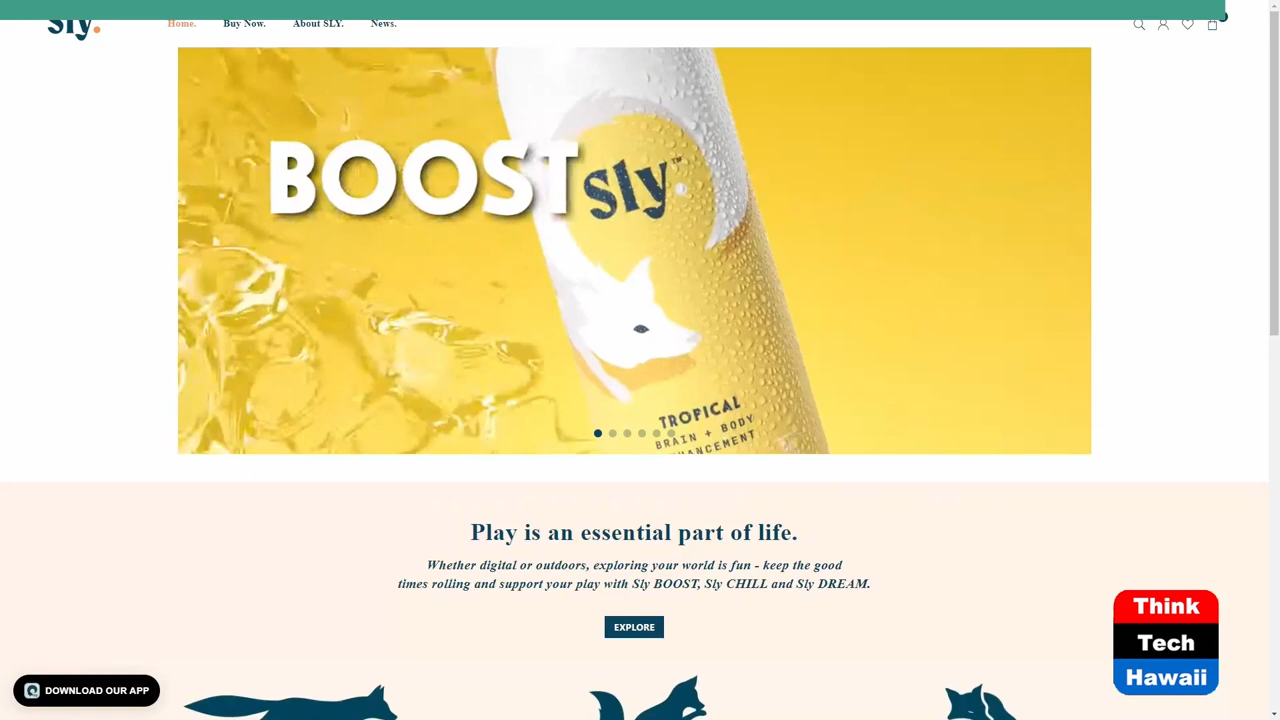 sly.
Home.
Buy Now.
About SLY.
News.
BOOST sly.™
TROPICAL
BRAIN + BODY
Play is an essential part of life.
Whether digital or outdoors, exploring your world is fun - keep the good
times rolling and support your play with Sly BOOST, Sly CHILL and Sly DREAM.
EXPLORE
DOWNLOAD OUR APP
Think
Tech
Hawaii